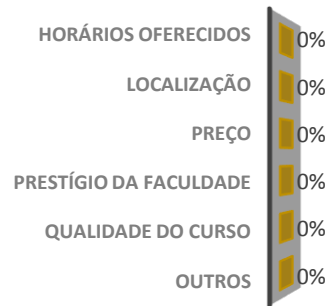 HORÁRIOS OFERECIDOS 0%
LOCALIZAÇÃO 0%
PREÇO 0%
PRESTÍGIO DA FACULDADE 0%
QUALIDADE DO CURSO 0%
OUTROS 0%